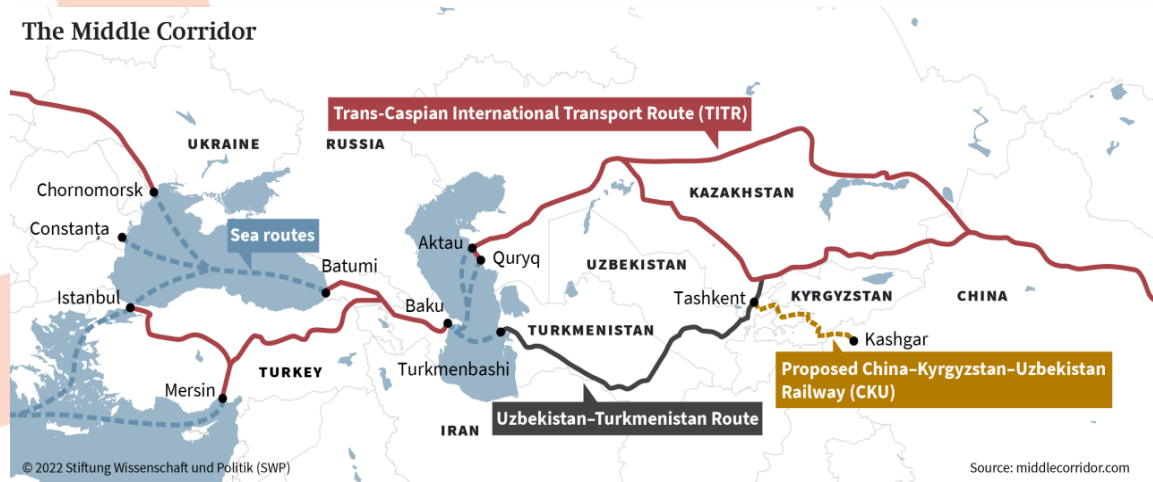 The Middle Corridor
Trans-Caspian International Transport Route (TITR)
UKRAINE
RUSSIA
Chornomorsk
KAZAKHSTAN
Constanța
Sea routes
Aktau
Quryq
Batumi
UZBEKISTAN
Istanbul
Baku
Tashkent
KYRGYZSTAN
CHINA
TURKMENISTAN
Kashgar
TURKEY
Turkmenbashi
Proposed China–Kyrgyzstan–Uzbekistan
Railway (CKU)
Mersin
Uzbekistan–Turkmenistan Route
IRAN
© 2022 Stiftung Wissenschaft und Politik (SWP)
Source: middlecorridor.com